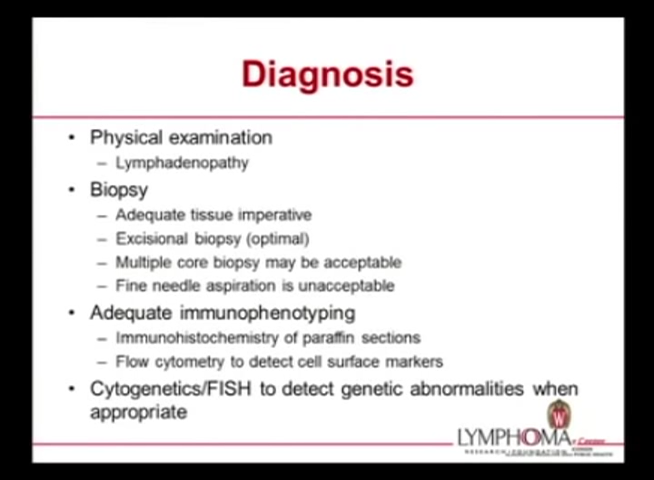 Diagnosis
• Physical examination
– Lymphadenopathy
• Biopsy
– Adequate tissue imperative
– Excisional biopsy (optimal)
– Multiple core biopsy may be acceptable
– Fine needle aspiration is unacceptable
• Adequate immunophenotyping
– Immunohistochemistry of paraffin sections
– Flow cytometry to detect cell surface markers
• Cytogenetics/FISH to detect genetic abnormalities when
appropriate
W
LYMPHOMA
RESEARCH FOUNDATION